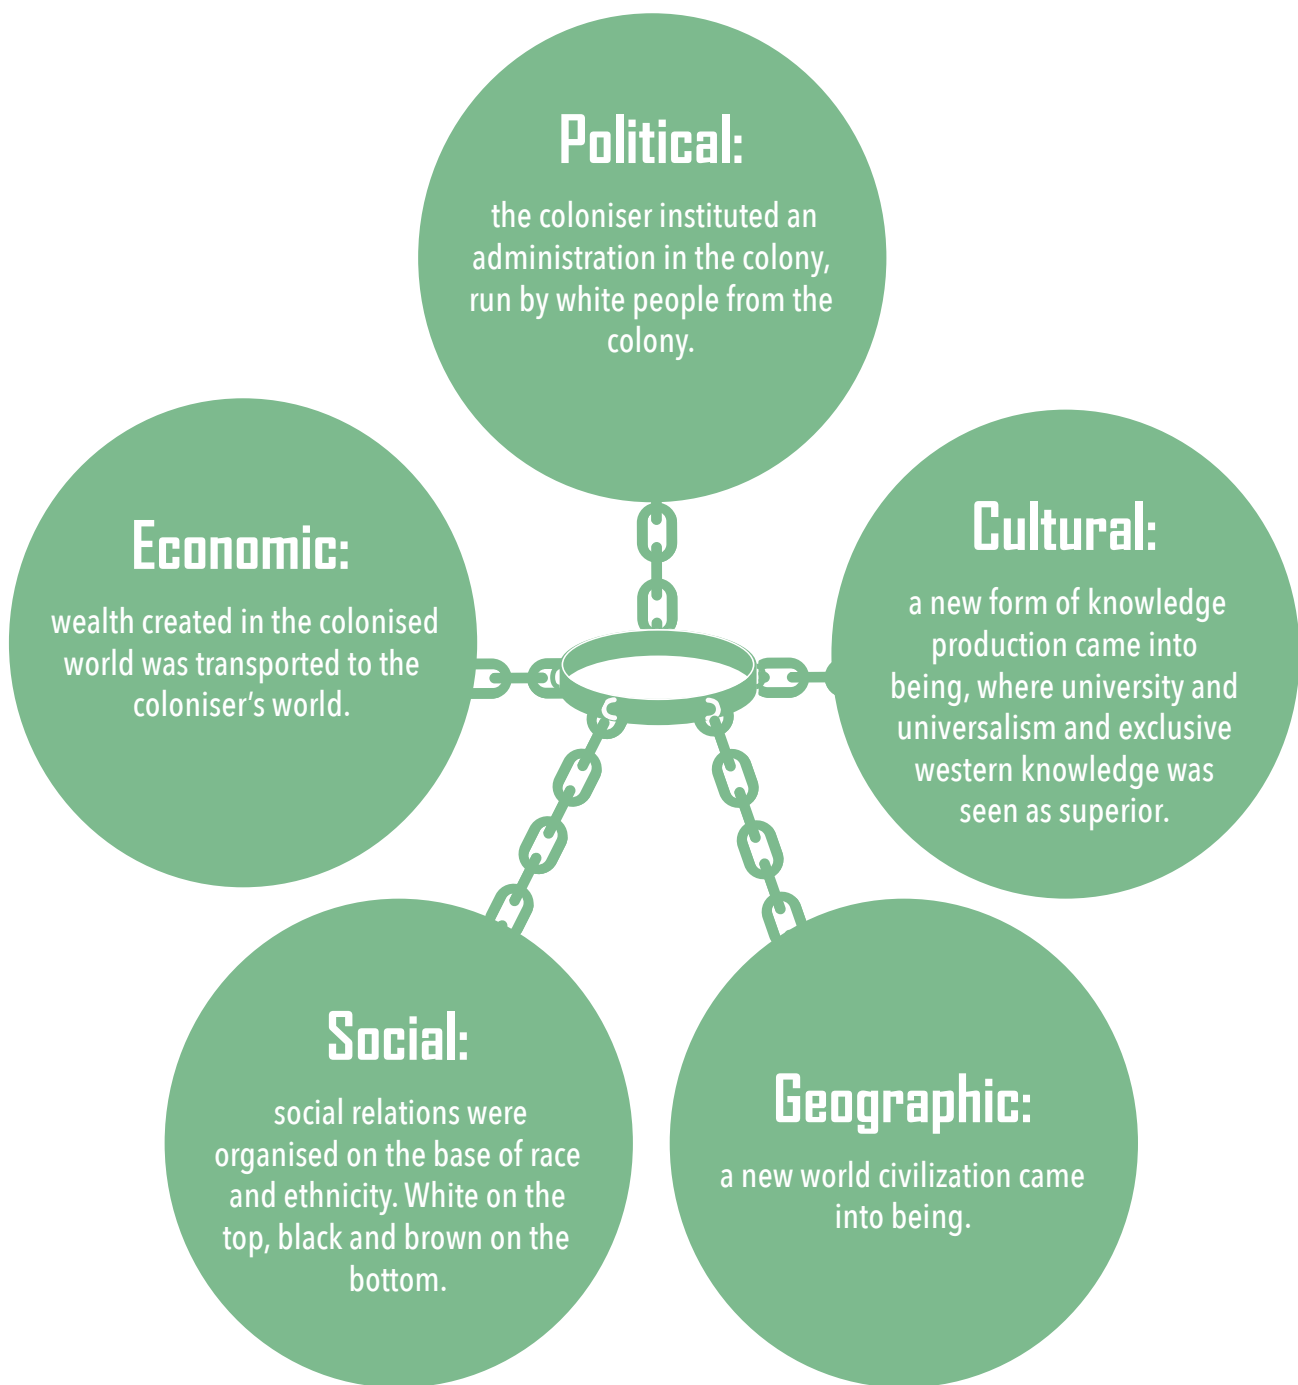 Political:
the coloniser instituted an
administration in the colony,
run by white people from the
colony.
Economic:
wealth created in the colonised
world was transported to the
coloniser’s world.
Cultural:
a new form of knowledge
production came into
being, where university and
universalism and exclusive
western knowledge was
seen as superior.
Social:
social relations were
organised on the base of race
and ethnicity. White on the
top, black and brown on the
bottom.
Geographic:
a new world civilization came
into being.